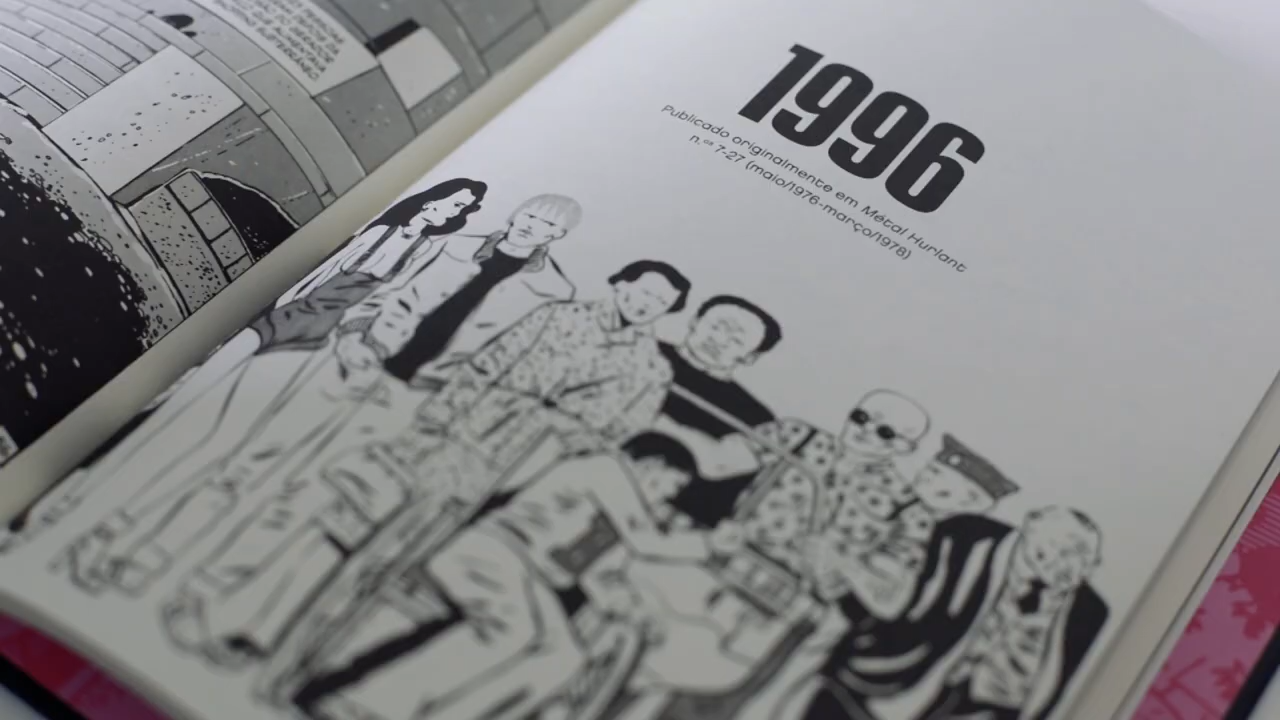 1996
Publicado originalmente em Métal Hurlant
n.ᵒˢ 7-27 (maio/1976-março/1978)